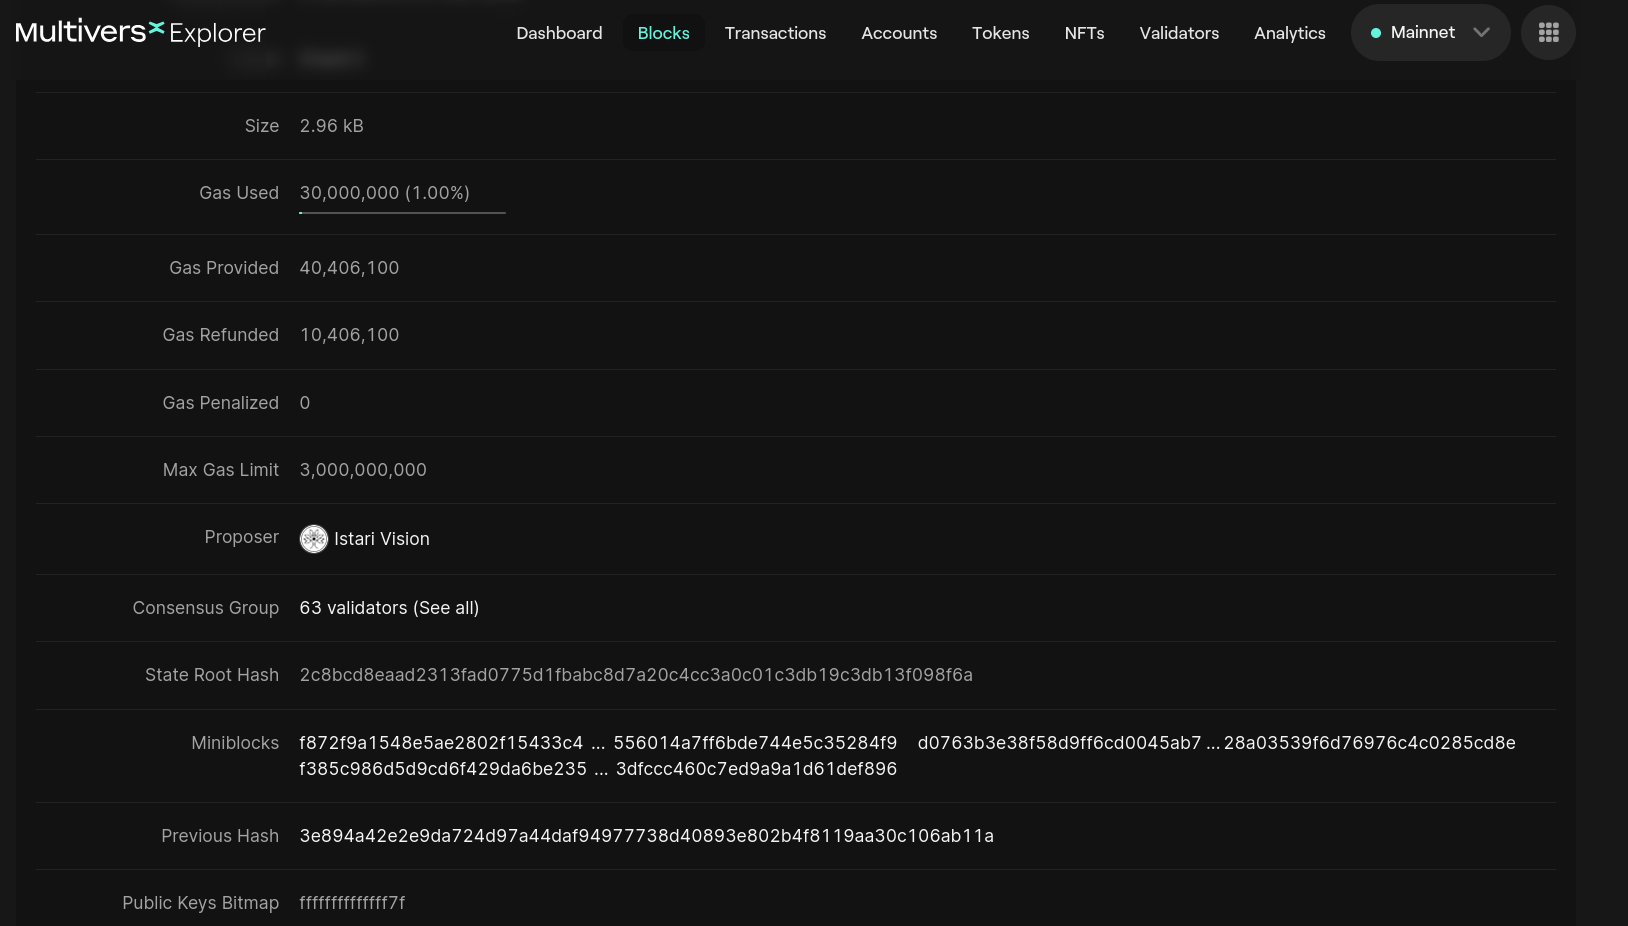 Multiversx Explorer Dashboard Blocks Transactions Accounts Tokens NFTs Validators Analytics Mainnet
Size 2.96 kB
Gas Used 30,000,000 (1.00%)
Gas Provided 40,406,100
Gas Refunded 10,406,100
Gas Penalized 0
Max Gas Limit 3,000,000,000
Proposer Istari Vision
Consensus Group 63 validators (See all)
State Root Hash 2c8bcd8eaad2313fad0775d1fbabc8d7a20c4cc3a0c01c3db19c3db13f098f6a
Miniblocks f872f9a1548e5ae2802f15433c4 ... 556014a7ff6bde744e5c35284f9 d0763b3e38f58d9ff6cd0045ab7 ... 28a03539f6d76976c4c0285cd8e
f385c986d5d9cd6f429da6be235 ... 3dfccc460c7ed9a9a1d61def896
Previous Hash 3e894a42e2e9da724d97a44daf94977738d40893e802b4f8119aa30c106ab11a
Public Keys Bitmap ffffffffffffff7f